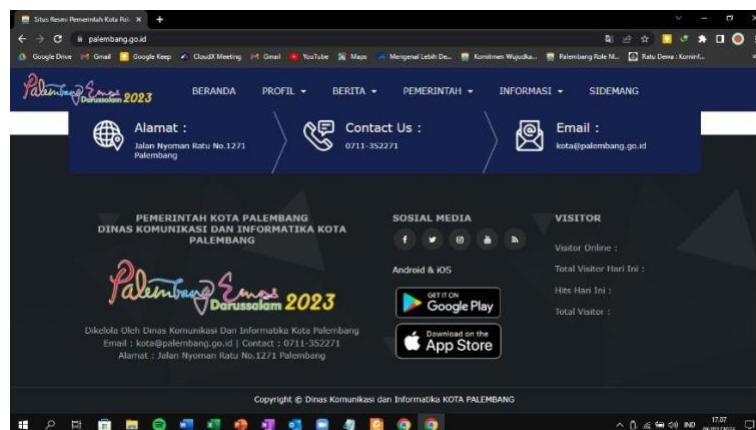 Situs Resmi Pemerintah Kota Pal
palembang.go.id
Google Drive
Gmail
Google Keep
CloudX Meeting
Gmail
YouTube
Maps
Mengenal Lebih De...
Komitmen Wujudka...
Palembang Role M...
Ratu Dewa : Kominf...
Palembang Emas Darussalam 2023
BERANDA
PROFIL
BERITA
PEMERINTAH
INFORMASI
SIDEMANG
Alamat :
Jalan Nyoman Ratu No.1271
Palembang
Contact Us :
0711-352271
Email :
kota@palembang.go.id
PEMERINTAH KOTA PALEMBANG
DINAS KOMUNIKASI DAN INFORMATIKA KOTA
PALEMBANG
Palembang Emas
Darussalam 2023
Dikelola Oleh Dinas Komunikasi Dan Informatika Kota Palembang
Email : kota@palembang.go.id | Contact : 0711-352271
Alamat : Jalan Nyoman Ratu No.1271 Palembang
SOSIAL MEDIA
Android & iOS
GET IT ON
Google Play
Download on the
App Store
VISITOR
Visitor Online :
Total Visitor Hari Ini :
Hits Hari Ini :
Total Visitor :
Copyright © Dinas Komunikasi dan Informatika KOTA PALEMBANG
IND
17.07